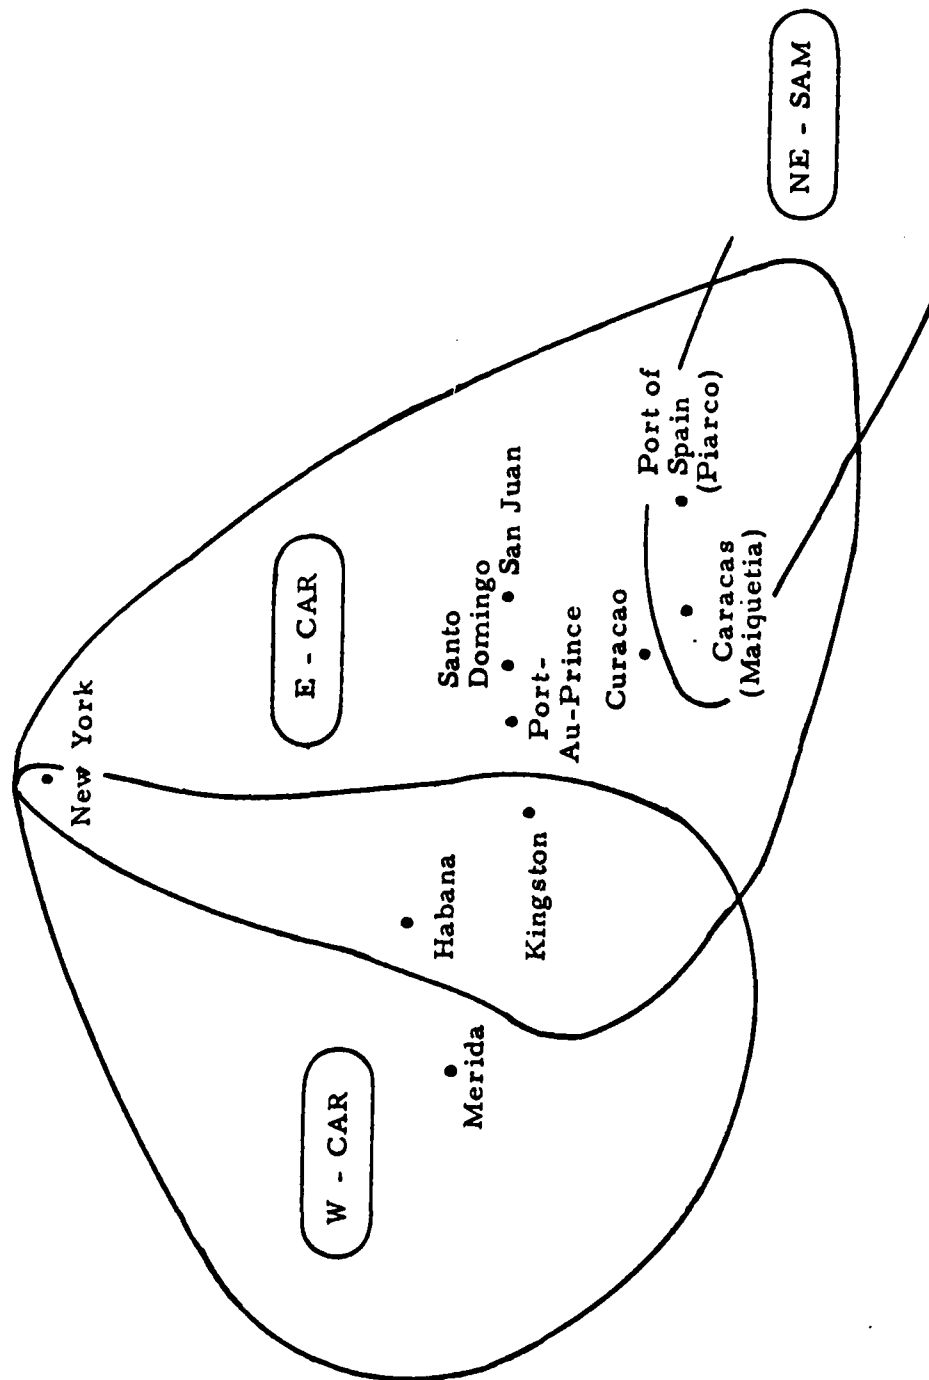 New York
E - CAR
W - CAR
NE - SAM
Habana
Merida
Kingston
Port-
Au-Prince
Santo
Domingo
San Juan
Curacao
Caracas
(Maiquetia)
Port of
Spain
(Piarco)